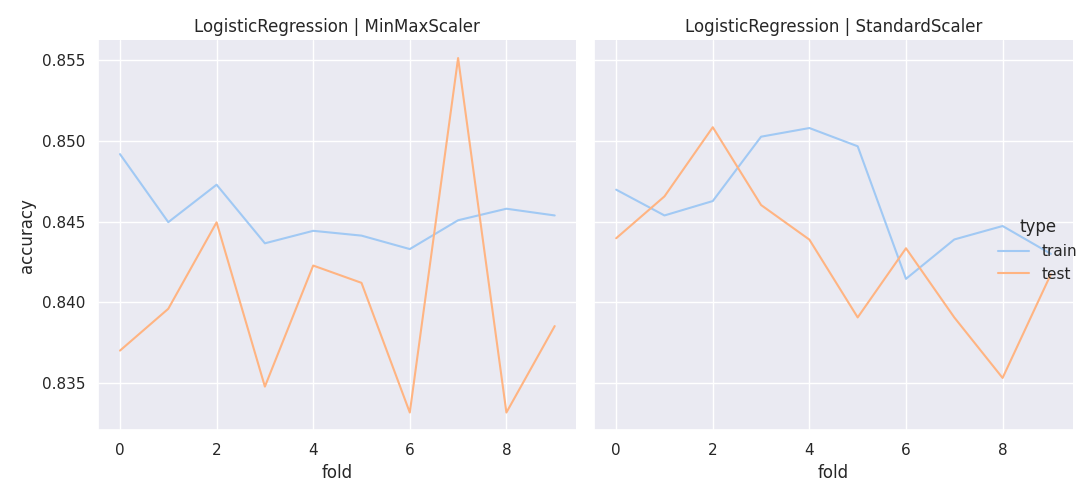 LogisticRegression | MinMaxScaler
LogisticRegression | StandardScaler
0.855
0.850
0.845
0.840
0.835
accuracy
0
2
4
6
8
fold
0
2
4
6
8
fold
type
train
test